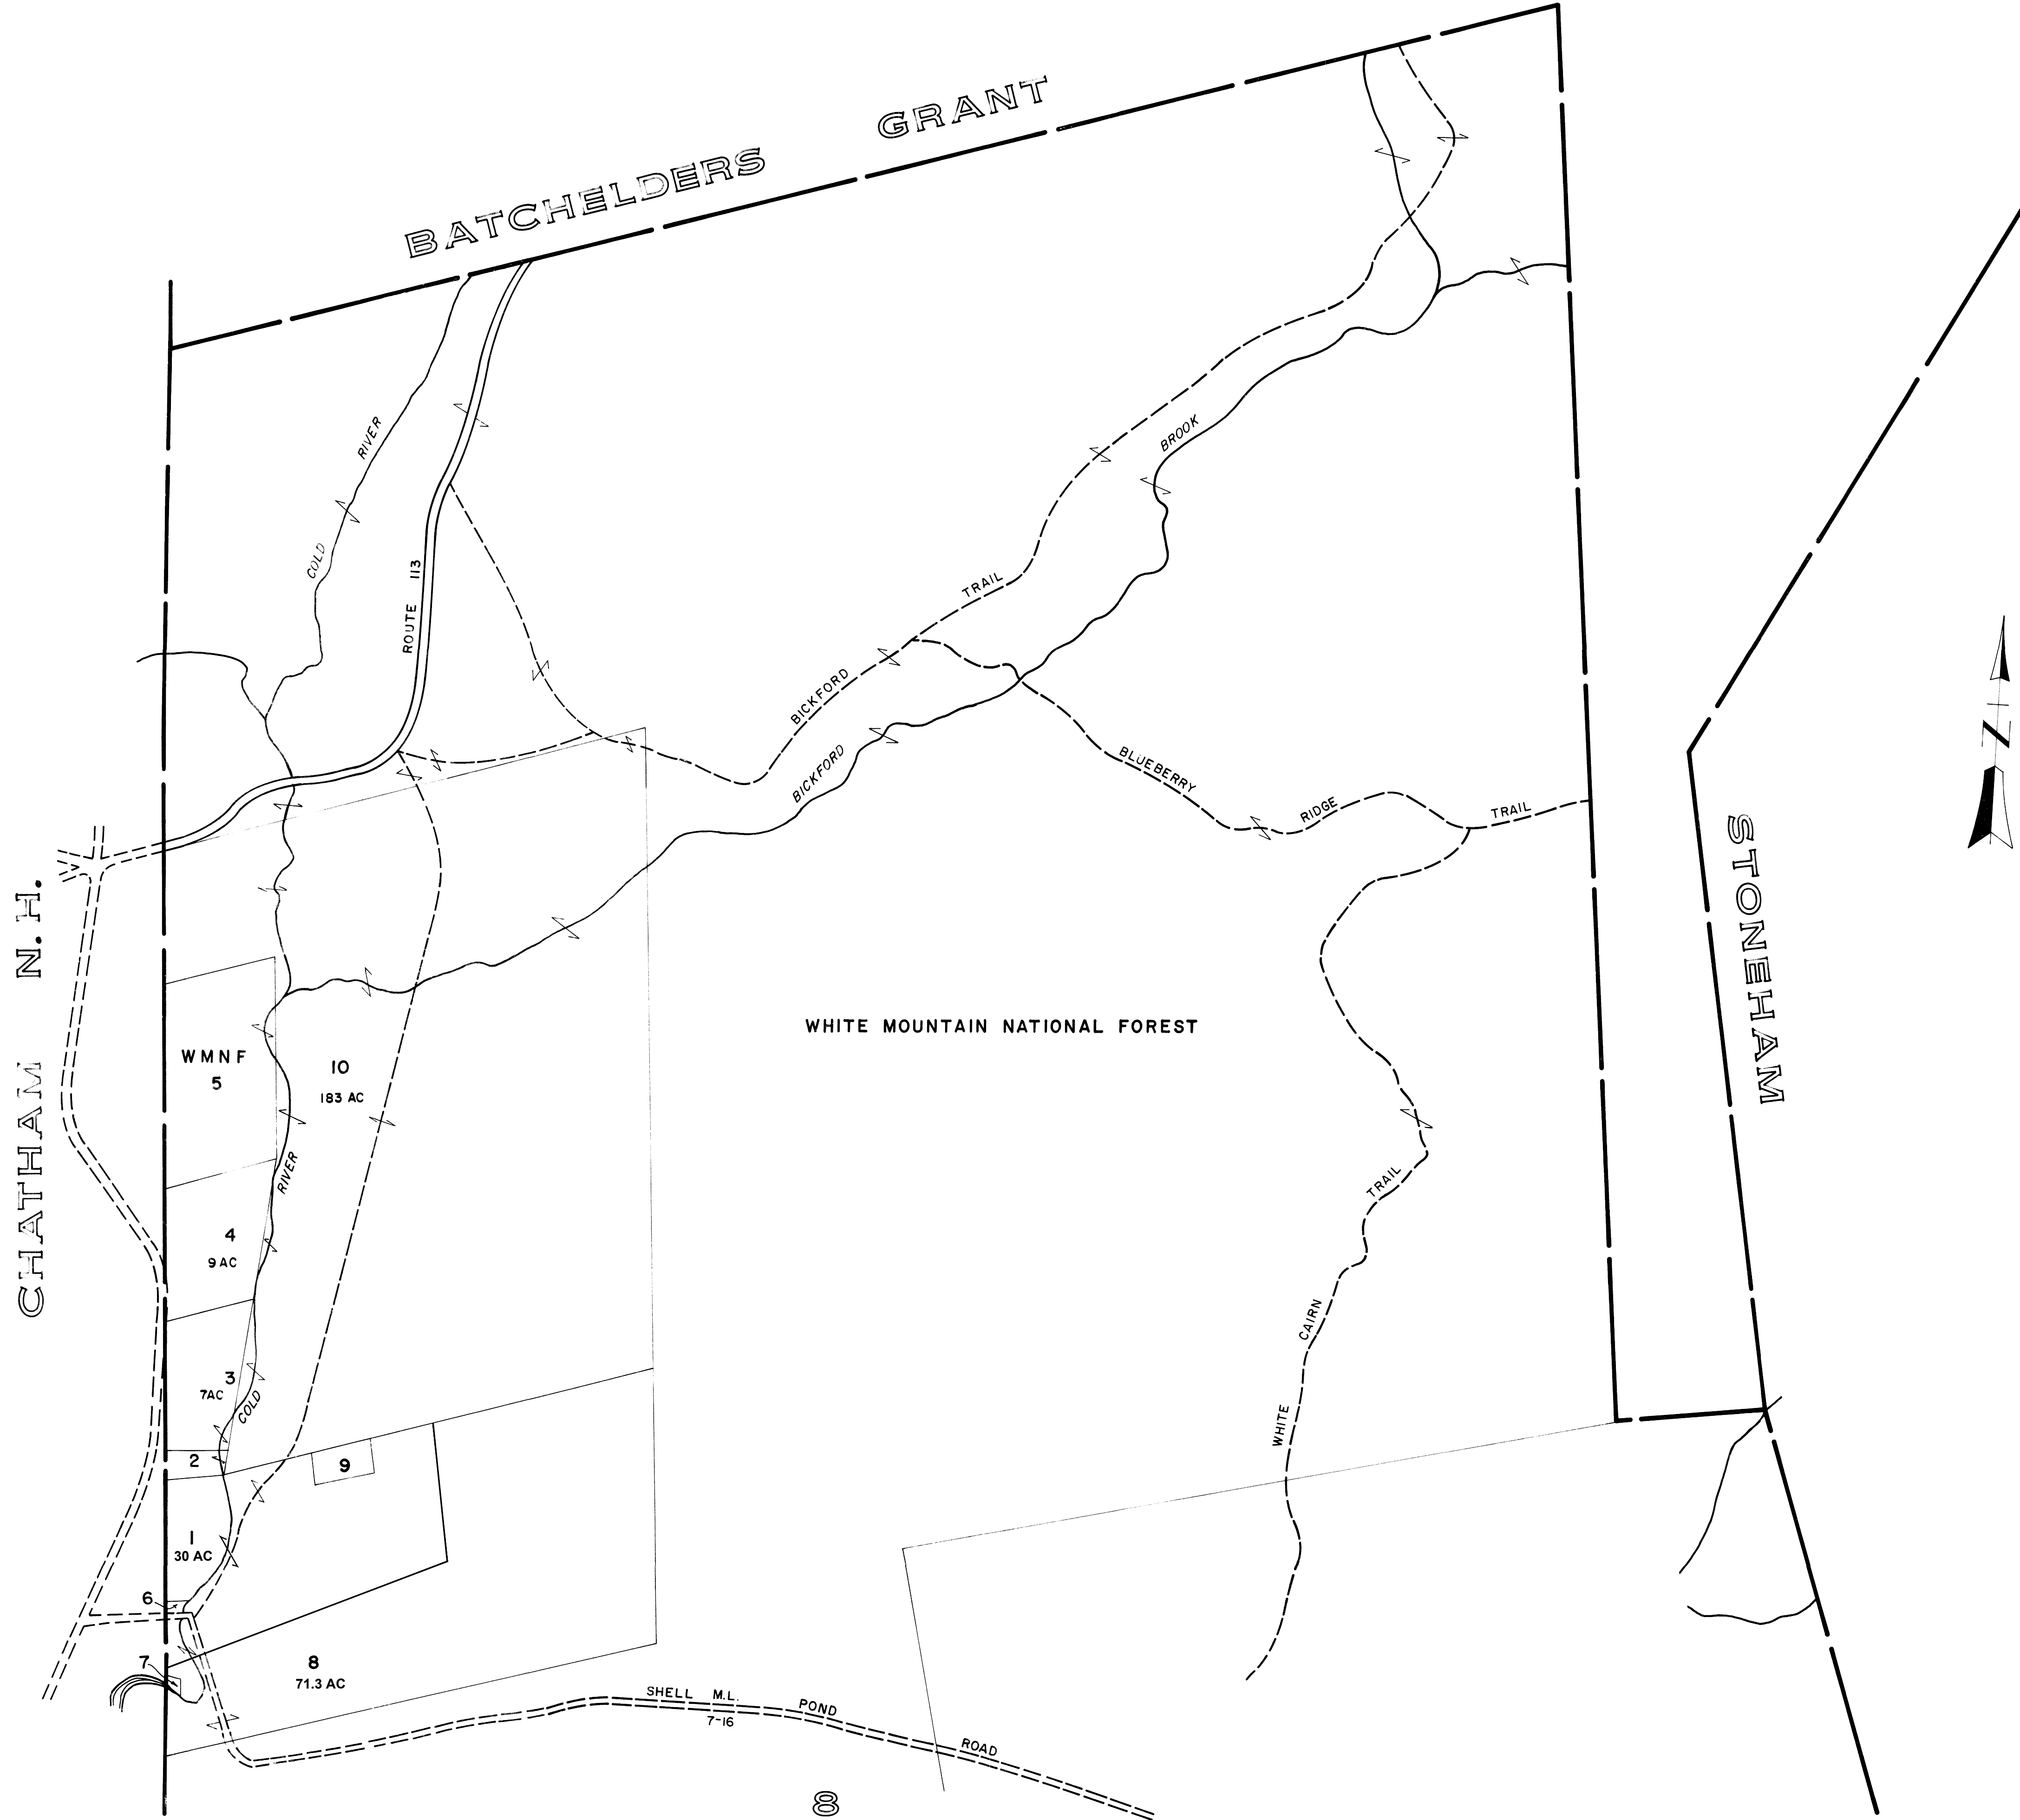 BATCHELDERS GRANT
COLD RIVER
ROUTE 113
BICKFORD TRAIL
BICKFORD BROOK
BLUEBERRY RIDGE TRAIL
N
STONEHAM
CHATHAM N.H.
WHITE MOUNTAIN NATIONAL FOREST
WMNF
5
10
183 AC
RIVER
4
9 AC
3
7AC
COLD
2
9
1
30 AC
6
7
8
71.3 AC
WHITE CAIRN TRAIL
SHELL M.L. POND ROAD
7-16
8